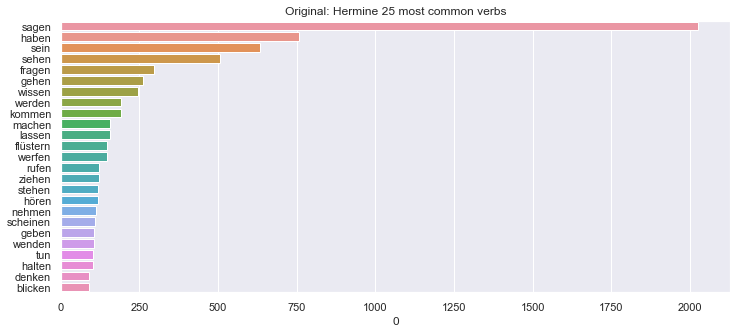 Original: Hermine 25 most common verbs
sagen
haben
sein
sehen
fragen
gehen
wissen
werden
kommen
machen
lassen
flüstern
werfen
rufen
ziehen
stehen
hören
nehmen
scheinen
geben
wenden
tun
halten
denken
blicken
0 250 500 750 1000 1250 1500 1750 2000
0